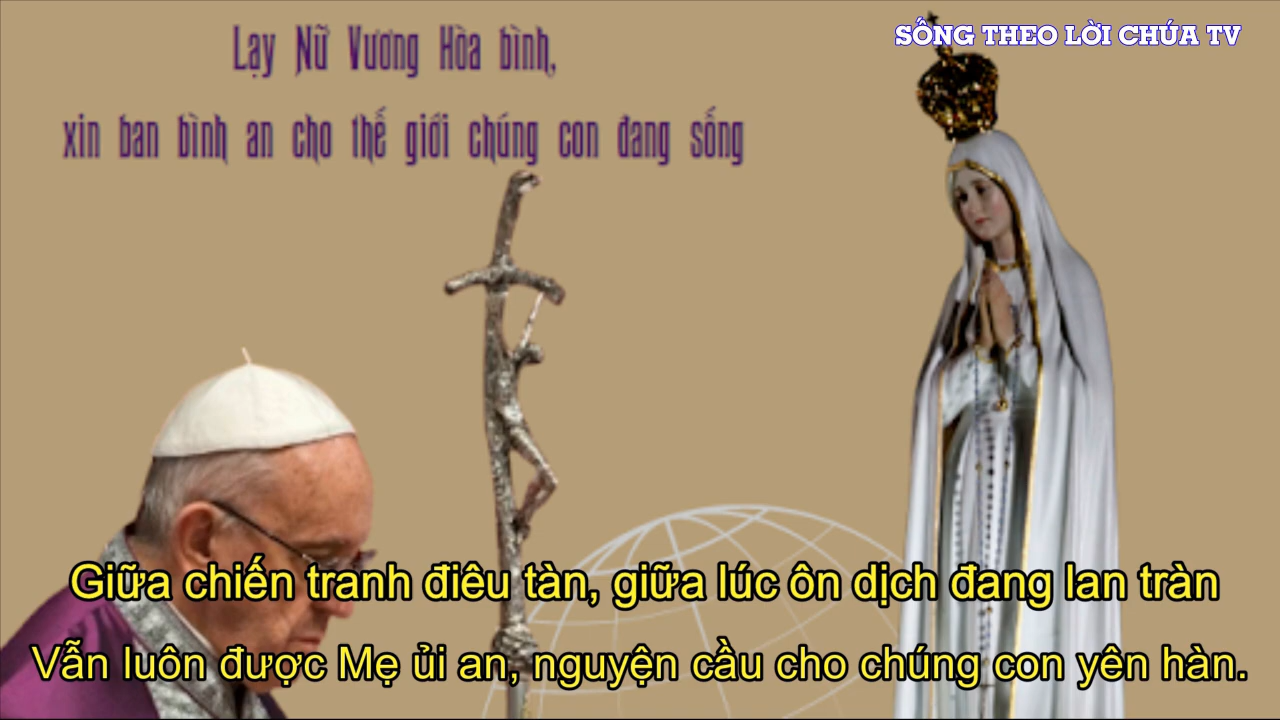 SỐNG THEO LỜI CHÚA TV
Lạy Nữ Vương Hòa bình,
xin ban bình an cho thế giới chúng con đang sống
Giữa chiến tranh điêu tàn, giữa lúc ôn dịch đang lan tràn
Vẫn luôn được Mẹ ủi an, nguyện cầu cho chúng con yên hàn.